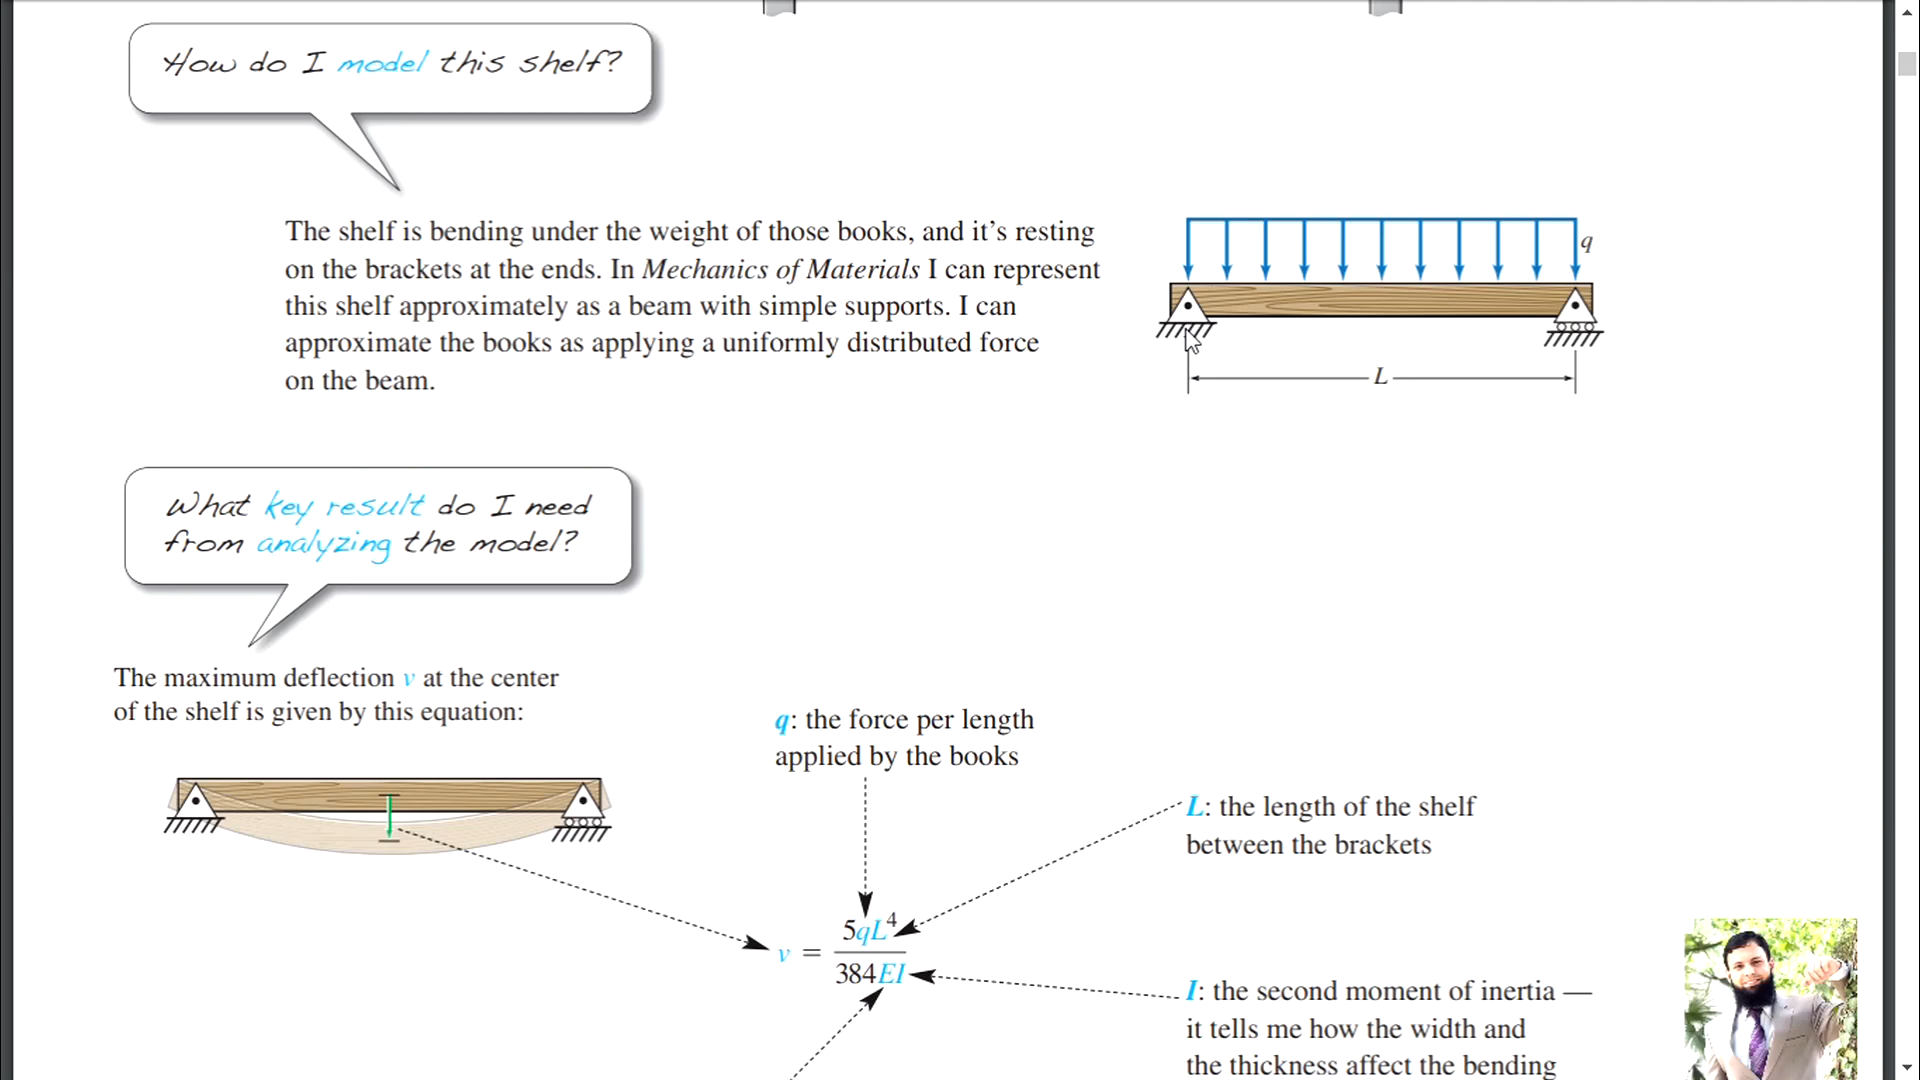 How do I model this shelf?
The shelf is bending under the weight of those books, and it's resting
on the brackets at the ends. In Mechanics of Materials I can represent
this shelf approximately as a beam with simple supports. I can
approximate the books as applying a uniformly distributed force
on the beam.
q
L
What key result do I need
from analyzing the model?
The maximum deflection v at the center
of the shelf is given by this equation:
q: the force per length
applied by the books
L: the length of the shelf
between the brackets
v = 5qL⁴ / 384EI
I: the second moment of inertia —
it tells me how the width and
the thickness affect the bending